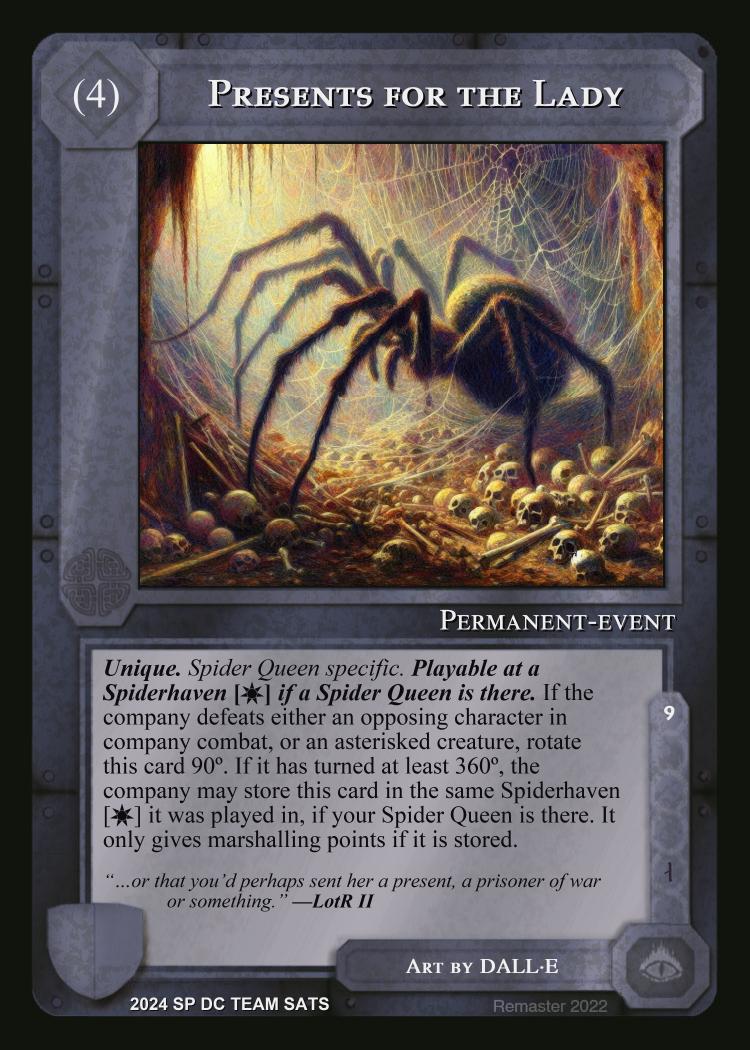 (4)
Presents for the Lady
Permanent-event
Unique. Spider Queen specific. Playable at a
Spiderhaven [✷] if a Spider Queen is there. If the
company defeats either an opposing character in
company combat, or an asterisked creature, rotate
this card 90º. If it has turned at least 360º, the
company may store this card in the same Spiderhaven
[✷] it was played in, if your Spider Queen is there. It
only gives marshalling points if it is stored.
9
“...or that you’d perhaps sent her a present, a prisoner of war
or something.” —LotR II
Art by DALL·E
2024 SP DC TEAM SATS
Remaster 2022